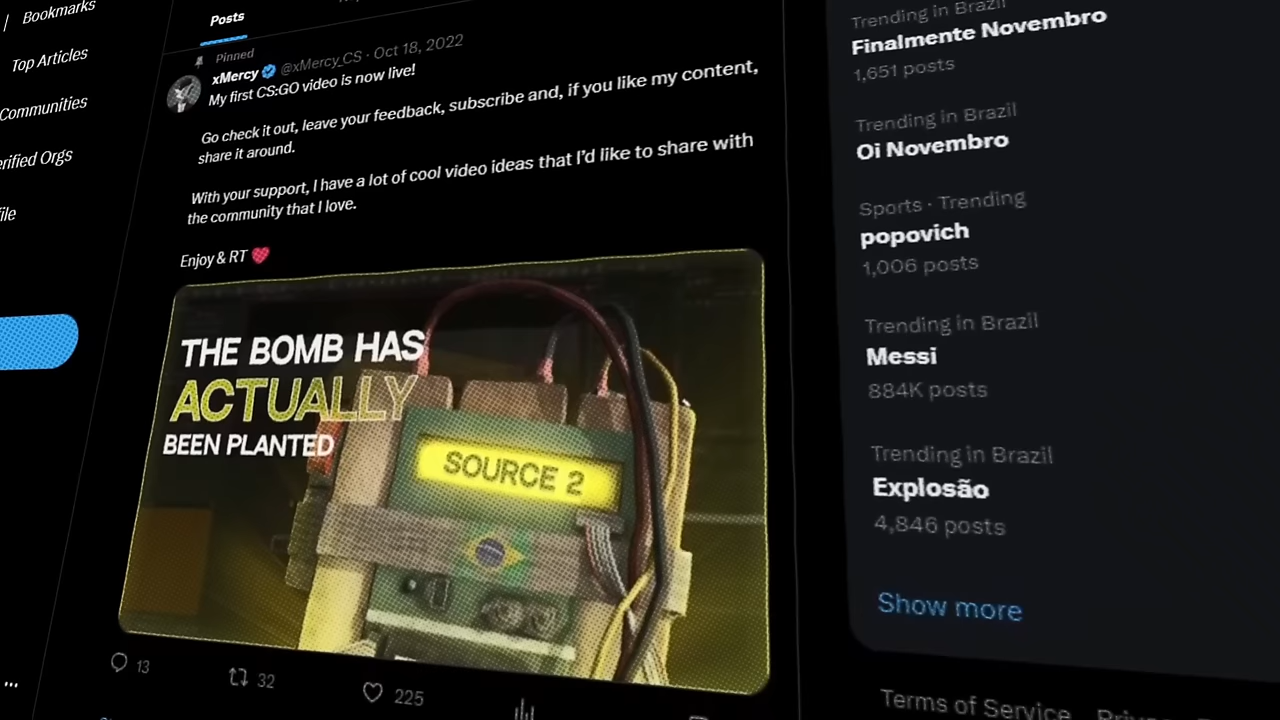 Bookmarks
Top Articles
Communities
Posts
Pinned
xMercy @xMercy_CS · Oct 18, 2022
My first CS:GO video is now live!
Go check it out, leave your feedback, subscribe and, if you like my content,
share it around.
With your support, I have a lot of cool video ideas that I'd like to share with
the community that I love.
Enjoy & RT ❤️
THE BOMB HAS
ACTUALLY
BEEN PLANTED
SOURCE 2
13
32
225
Trending in Brazil
Finalmente Novembro
1,651 posts
Trending in Brazil
Oi Novembro
Sports · Trending
popovich
1,006 posts
Trending in Brazil
Messi
884K posts
Trending in Brazil
Explosão
4,846 posts
Show more
Terms of Service